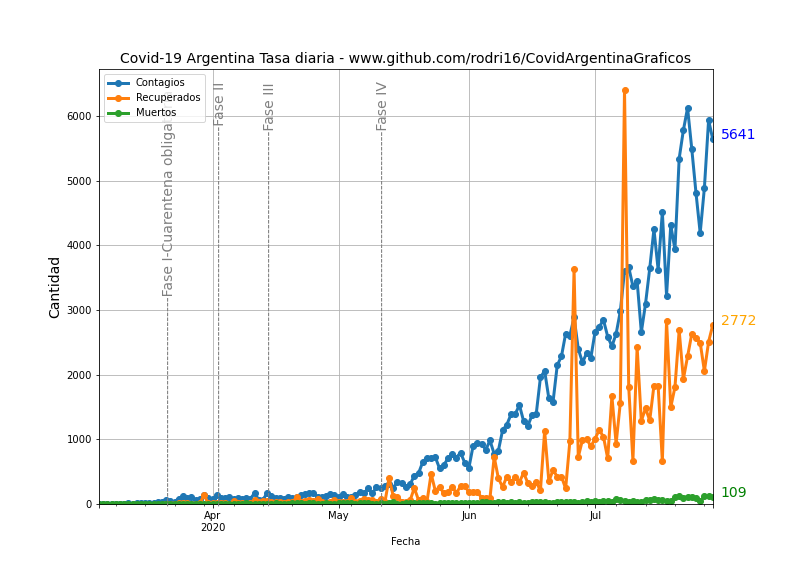 Covid-19 Argentina Tasa diaria - www.github.com/rodri16/CovidArgentinaGraficos
Contagios
Recuperados
Muertos
Fase I-Cuarentena
Fase II
Fase III
Fase IV
Cantidad
6000
5000
4000
3000
2000
1000
0
5641
2772
109
Apr
2020
May
Jun
Jul
Fecha